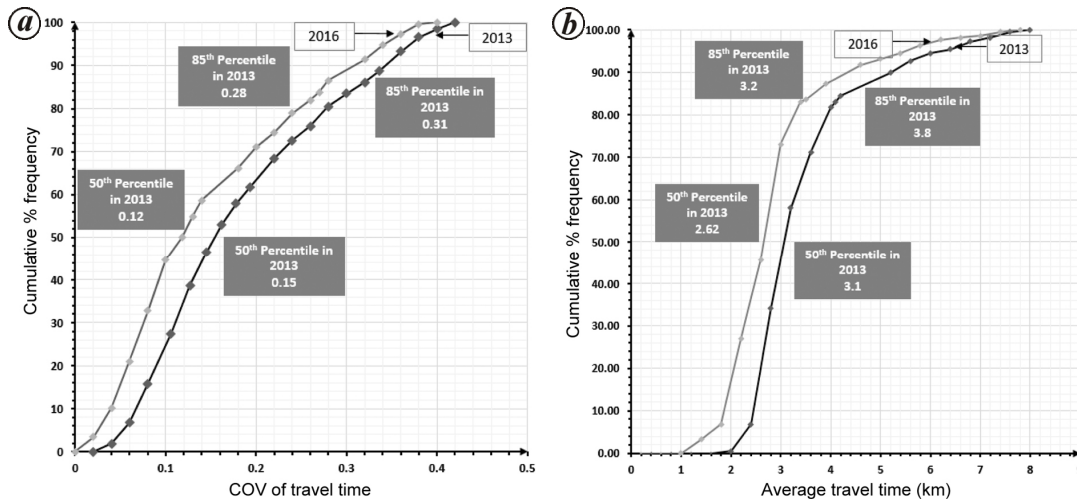 a
100
90
80
70
60
50
40
30
20
10
0
Cumulative % frequency
2016
2013
85th Percentile
in 2013
0.28
85th Percentile in
2013
0.31
50th Percentile
in 2013
0.12
50th Percentile in
2013
0.15
0 0.1 0.2 0.3 0.4 0.5
COV of travel time
b
100.00
90.00
80.00
70.00
60.00
50.00
40.00
30.00
20.00
10.00
0.00
Cumulative % frequency
2016
2013
85th Percentile
in 2013
3.2
85th Percentile in
2013
3.8
50th Percentile
in 2013
2.62
50th Percentile in
2013
3.1
0 1 2 3 4 5 6 7 8
Average travel time (km)